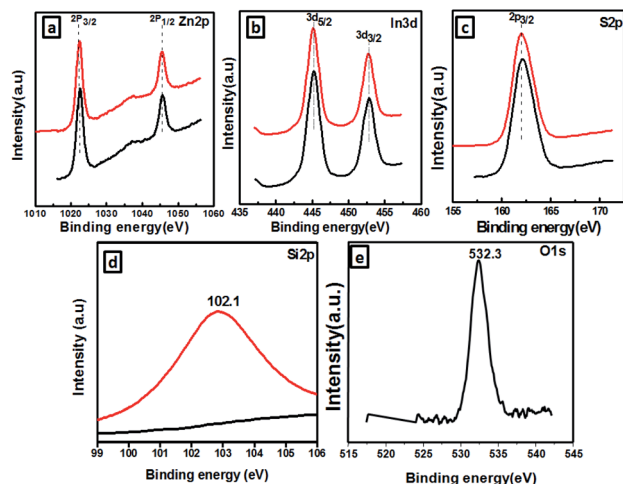 a
2P3/2
2P1/2
Zn2p
Intensity(a.u)
1010 1020 1030 1040 1050 1060
Binding energy(eV)
b
3d5/2
3d3/2
In3d
Intensity(a.u)
435 440 445 450 455 460
Binding energy(eV)
c
2p3/2
S2p
Intensity(a.u)
155 160 165 170
Binding energy(eV)
d
Si2p
102.1
Intensity (a.u)
99 100 101 102 103 104 105 106
Binding energy (eV)
e
532.3
O1s
Intensity(a.u.)
515 520 525 530 535 540 545
Binding energy(eV)